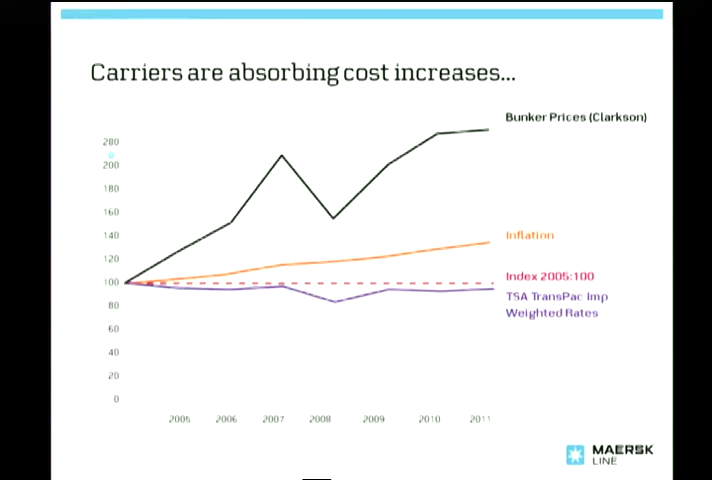 Carriers are absorbing cost increases...
Bunker Prices (Clarkson)
280
200
180
160
140
120
100
80
60
40
20
0
Inflation
Index 2005:100
TSA TransPac Imp
Weighted Rates
2005 2006 2007 2008 2009 2010 2011
MAERSK
LINE